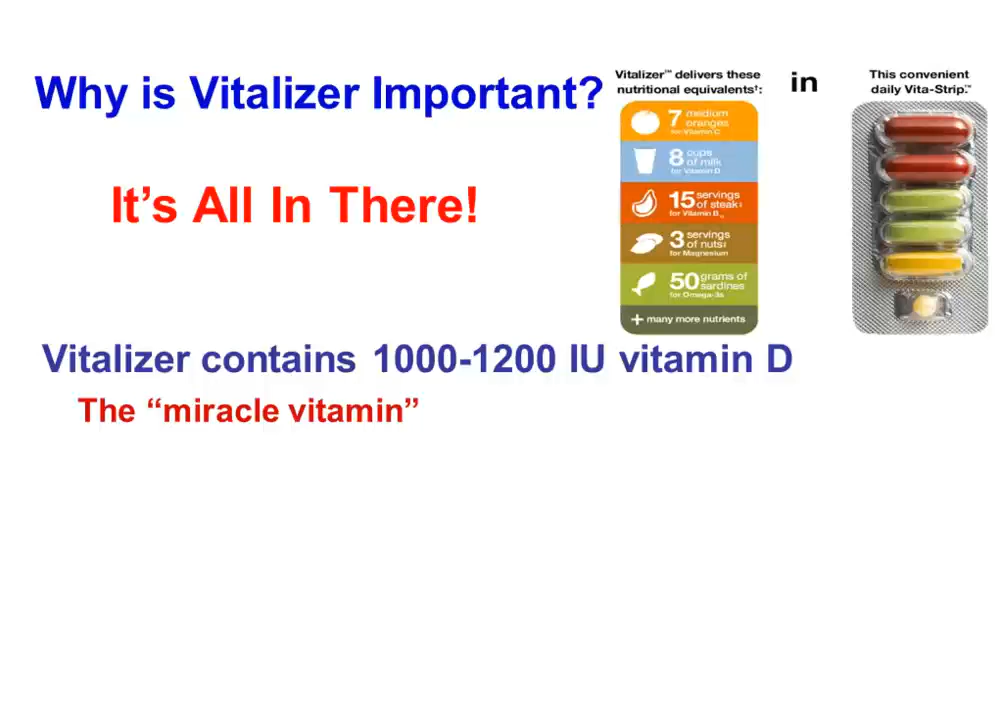 Why is Vitalizer Important?
It's All In There!
Vitalizer™ delivers these
nutritional equivalents†:
7 medium
oranges
for Vitamin C
8 cups
of milk
for Vitamin D
15 servings
of steak‡
for Vitamin B₁₂
3 servings
of nuts‡
for Magnesium
50 grams of
sardines
for Omega-3s
+ many more nutrients
in
This convenient
daily Vita-Strip.™
Vitalizer contains 1000-1200 IU vitamin D
The “miracle vitamin”